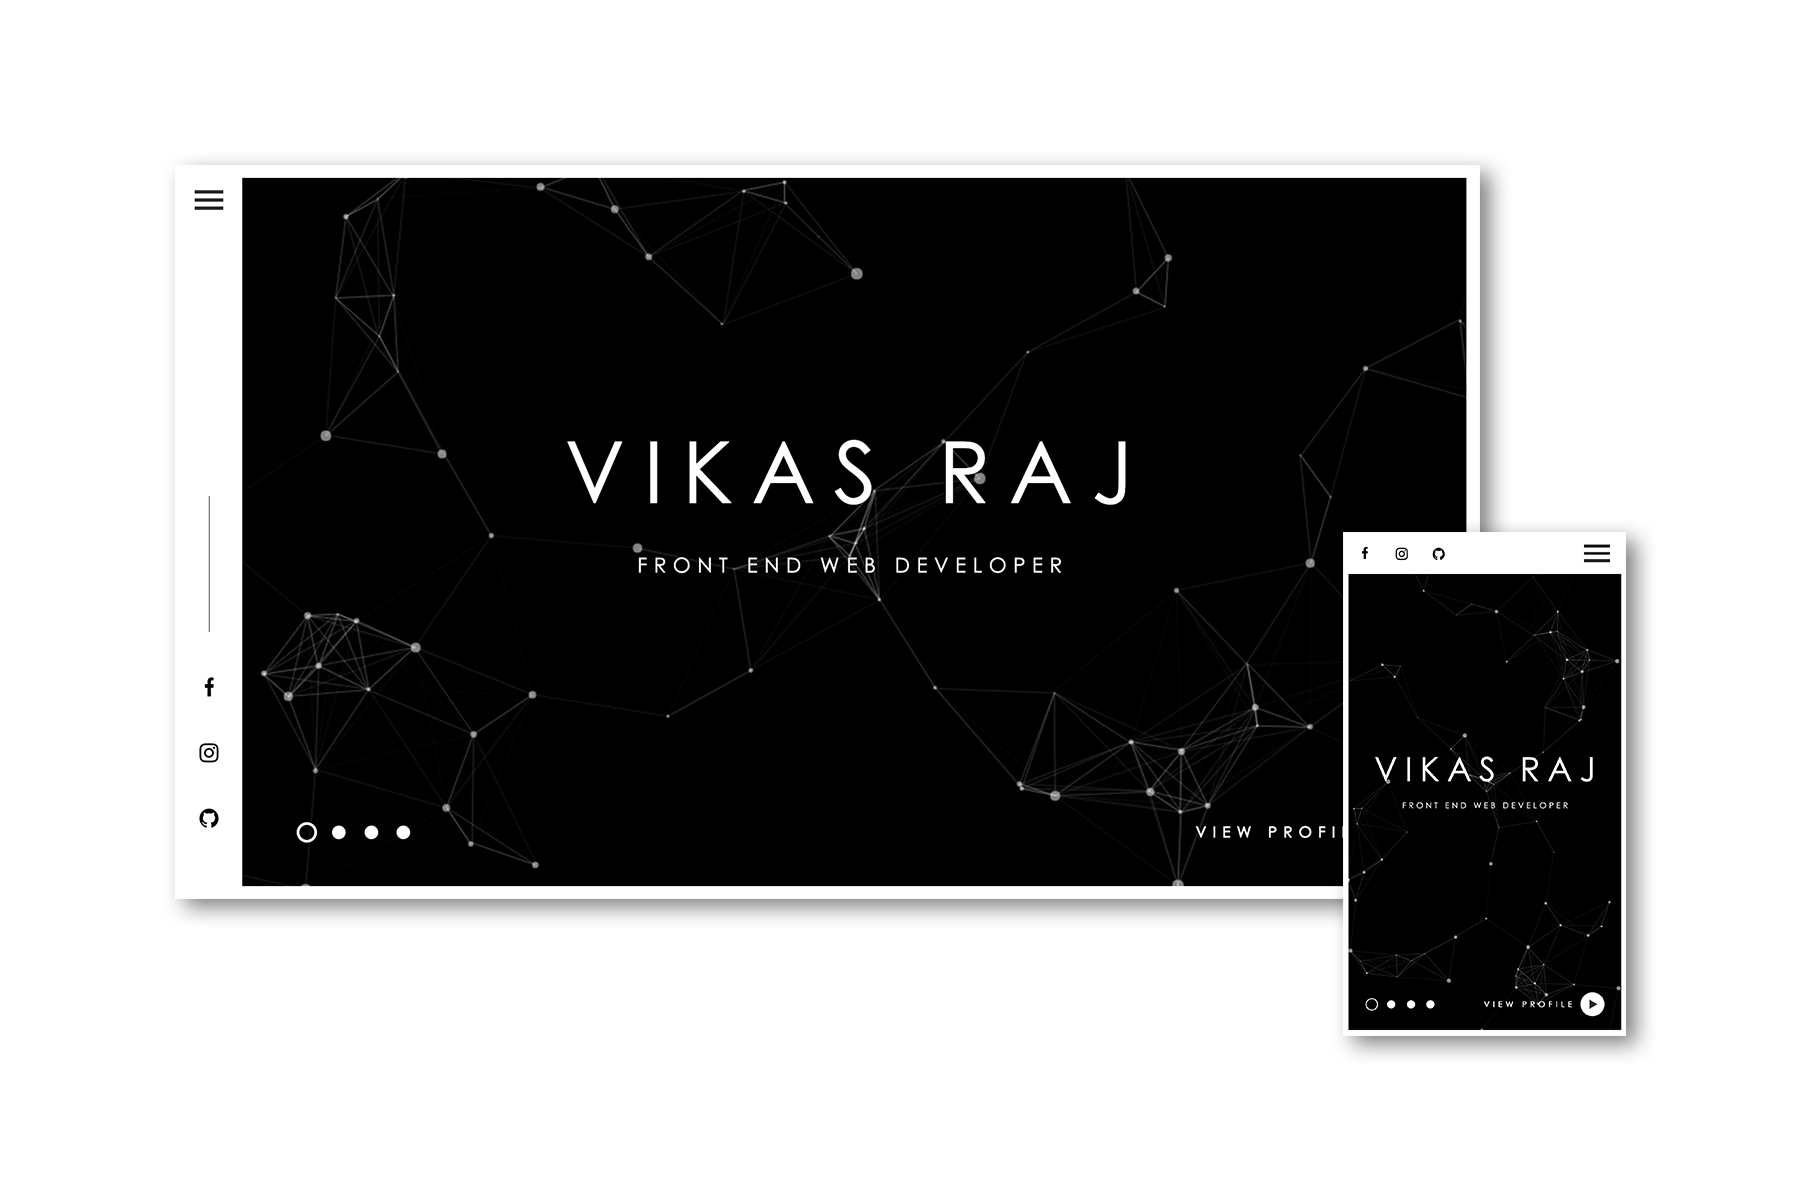 VIKAS RAJ
FRONT END WEB DEVELOPER
VIEW PROFI
VIKAS RAJ
FRONT END WEB DEVELOPER
VIEW PROFILE